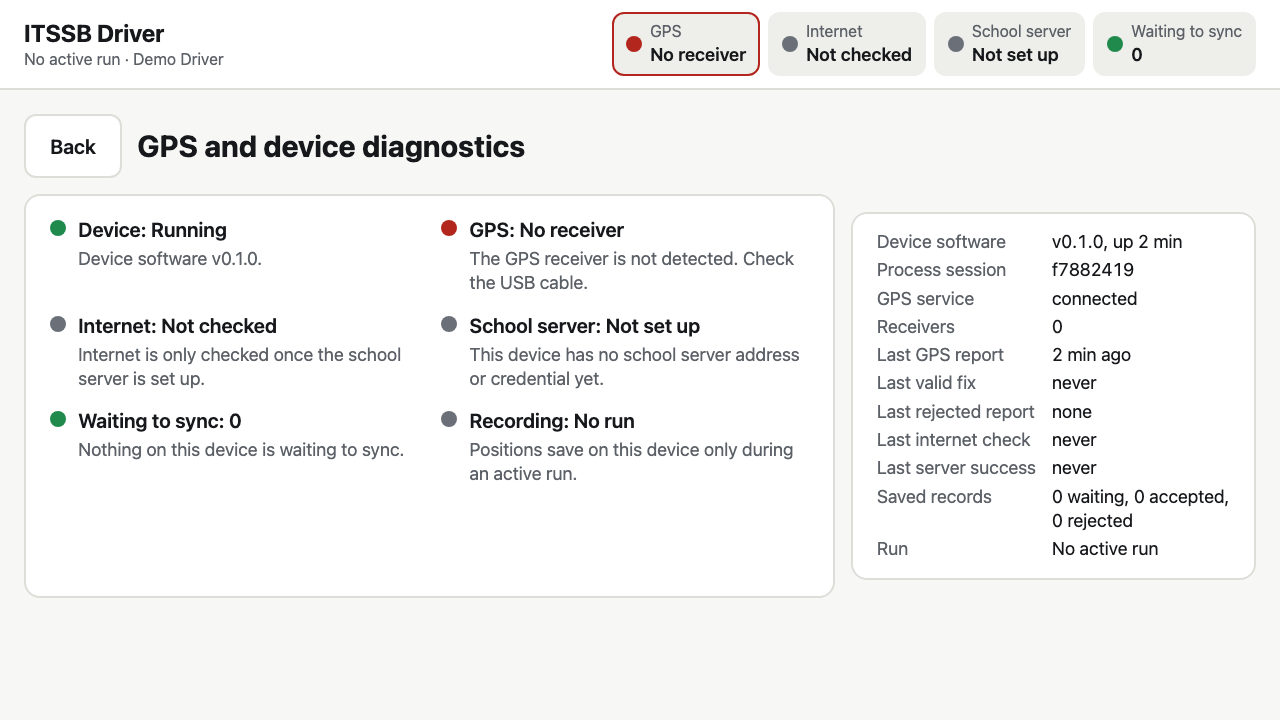 ITSSB Driver
No active run · Demo Driver
GPS
No receiver
Internet
Not checked
School server
Not set up
Waiting to sync
0
Back
GPS and device diagnostics
Device: Running
Device software v0.1.0.
GPS: No receiver
The GPS receiver is not detected. Check
the USB cable.
Internet: Not checked
Internet is only checked once the school
server is set up.
School server: Not set up
This device has no school server address
or credential yet.
Waiting to sync: 0
Nothing on this device is waiting to sync.
Recording: No run
Positions save on this device only during
an active run.
Device software v0.1.0, up 2 min
Process session f7882419
GPS service connected
Receivers 0
Last GPS report 2 min ago
Last valid fix never
Last rejected report none
Last internet check never
Last server success never
Saved records 0 waiting, 0 accepted,
0 rejected
Run No active run